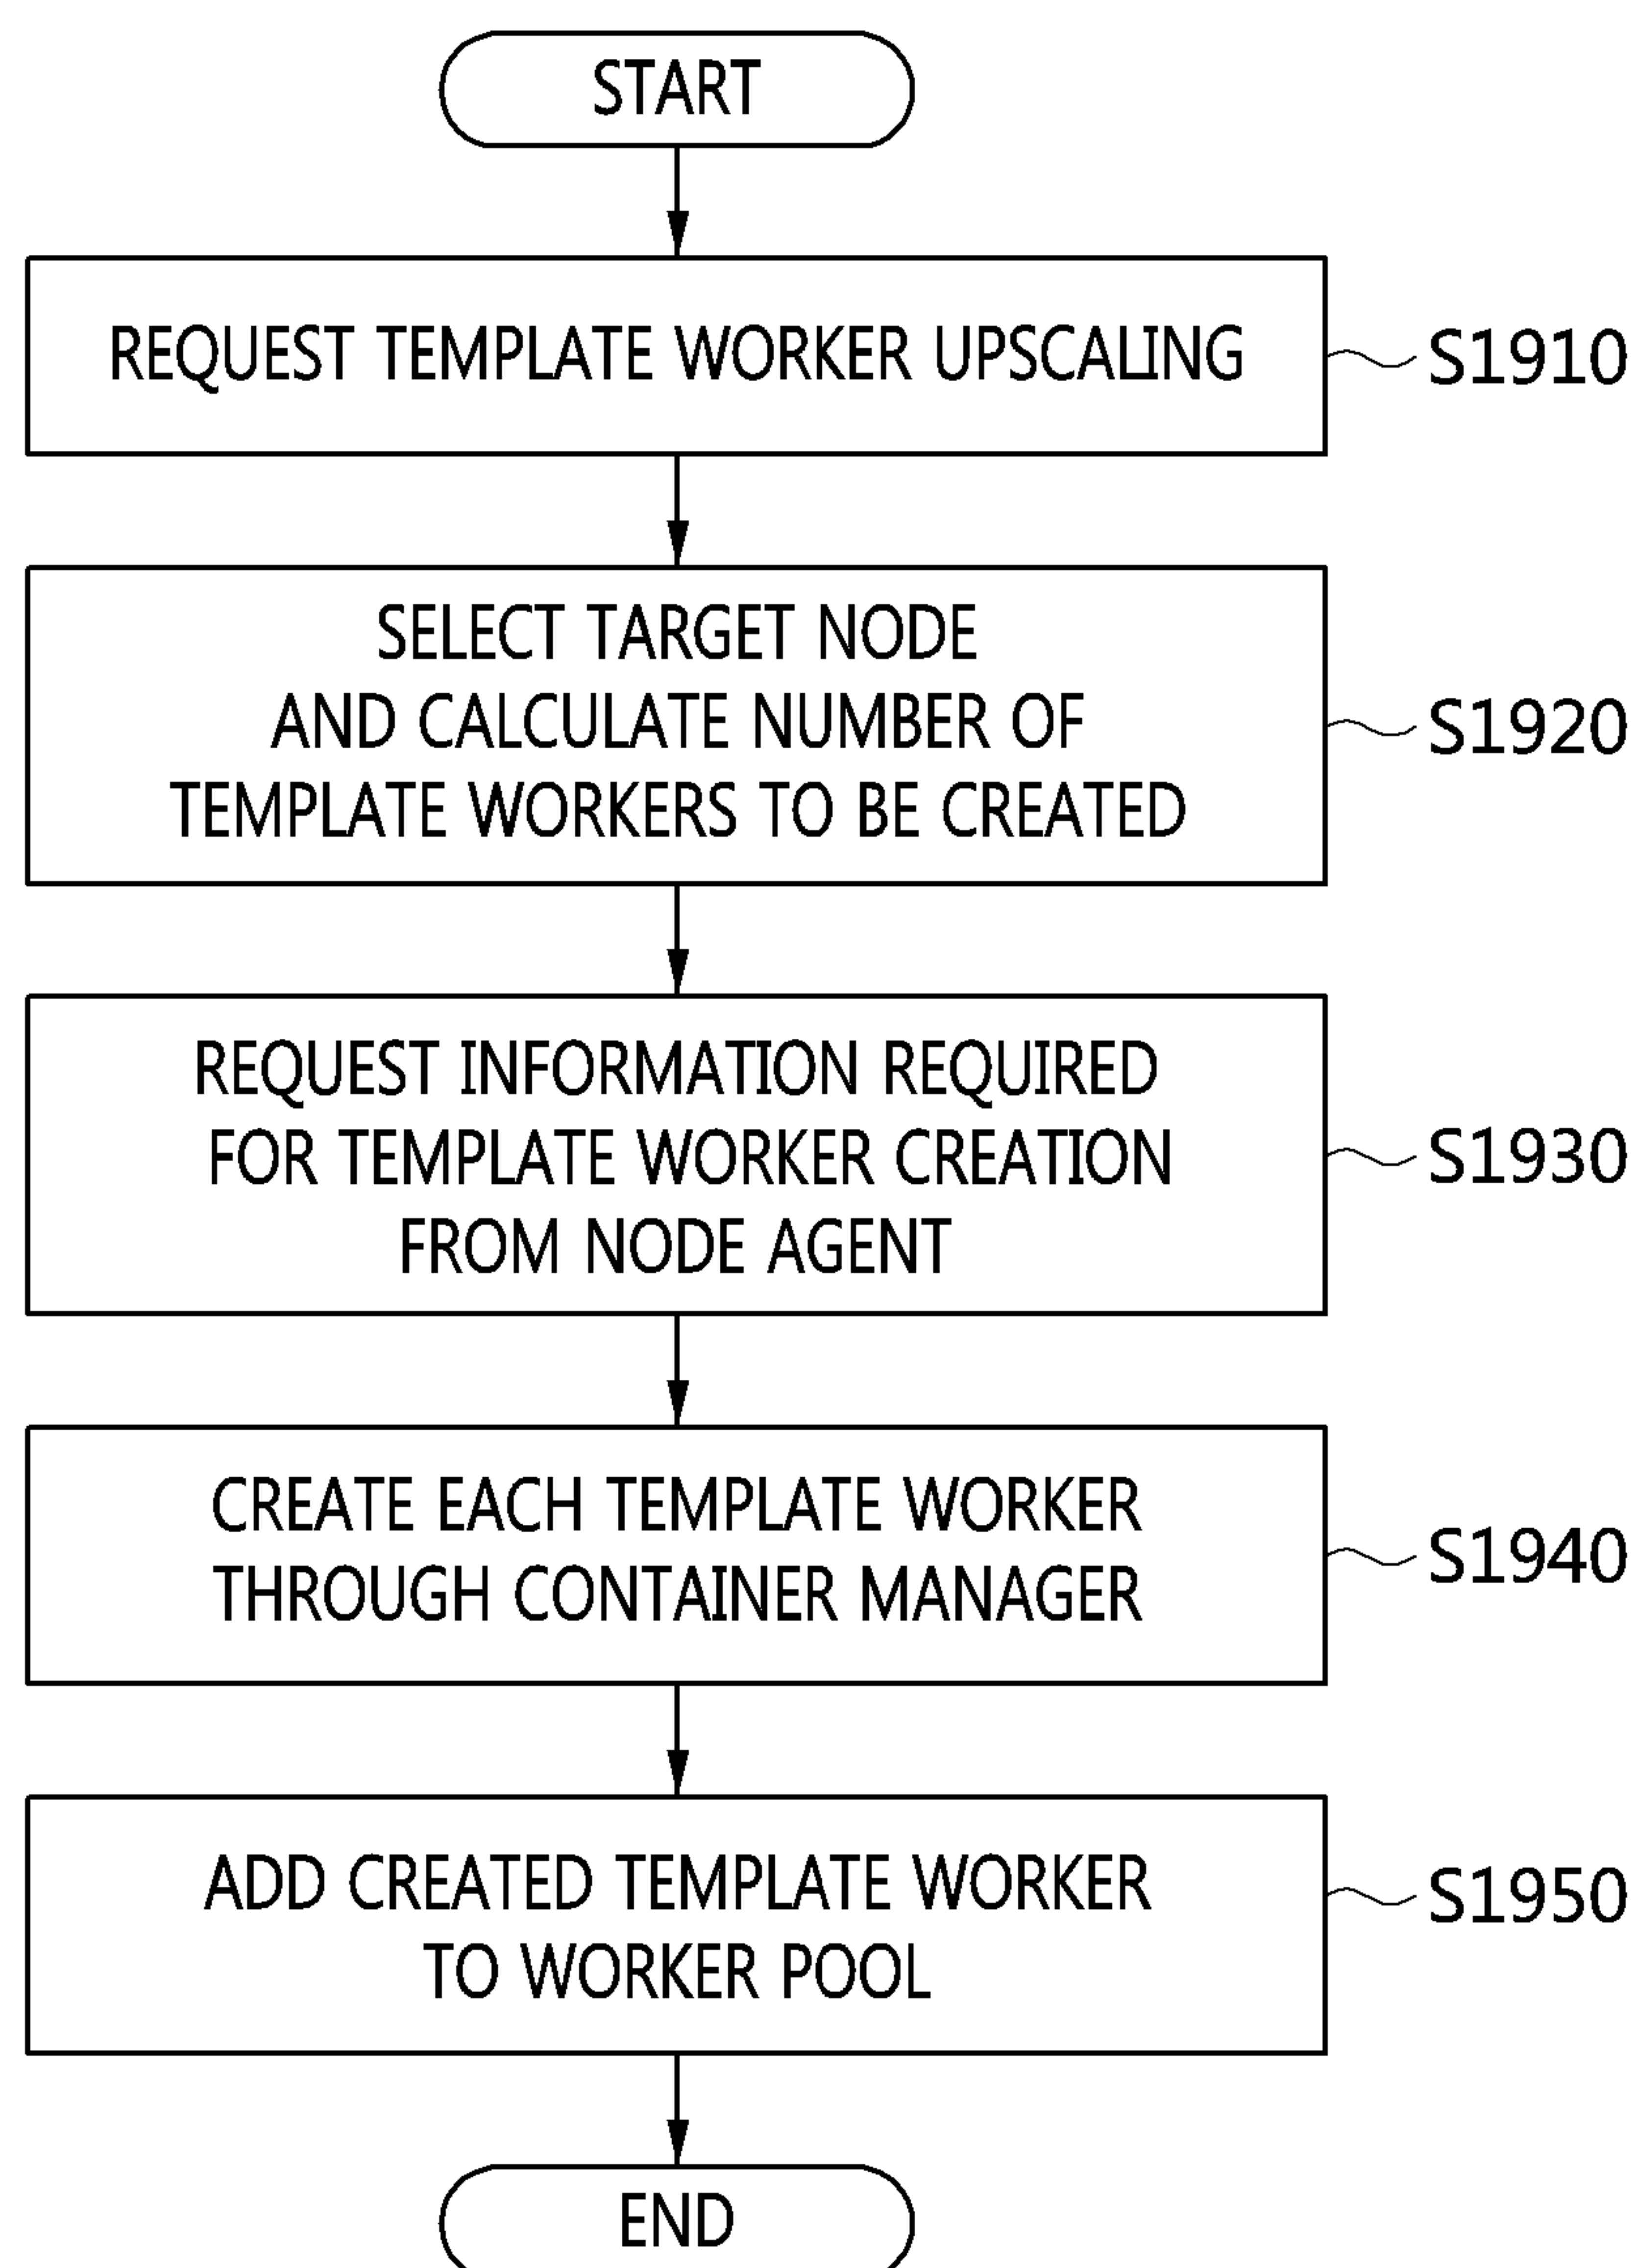 START
REQUEST TEMPLATE WORKER UPSCALING
S1910
SELECT TARGET NODE
AND CALCULATE NUMBER OF
TEMPLATE WORKERS TO BE CREATED
S1920
REQUEST INFORMATION REQUIRED
FOR TEMPLATE WORKER CREATION
FROM NODE AGENT
S1930
CREATE EACH TEMPLATE WORKER
THROUGH CONTAINER MANAGER
S1940
ADD CREATED TEMPLATE WORKER
TO WORKER POOL
S1950
END